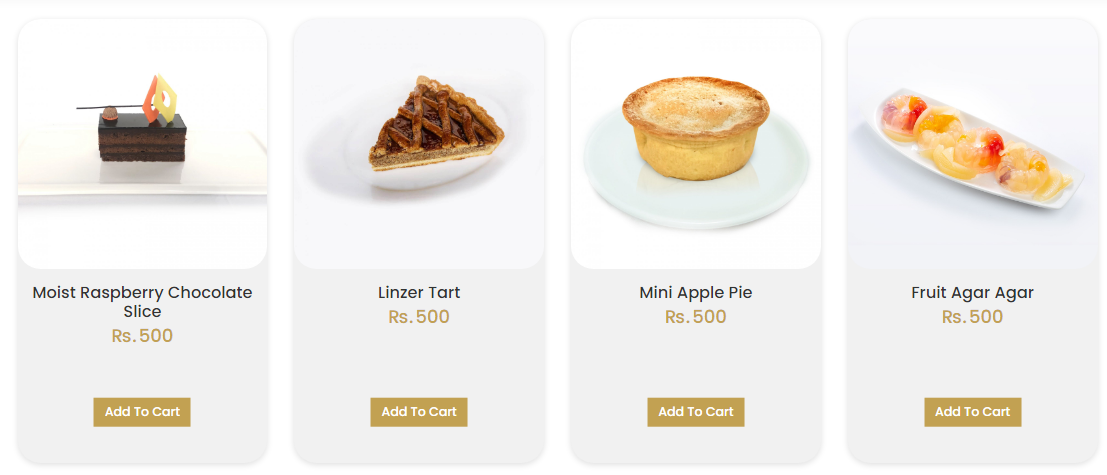 Moist Raspberry Chocolate
Slice
Rs.500
Add To Cart
Linzer Tart
Rs.500
Add To Cart
Mini Apple Pie
Rs.500
Add To Cart
Fruit Agar Agar
Rs.500
Add To Cart